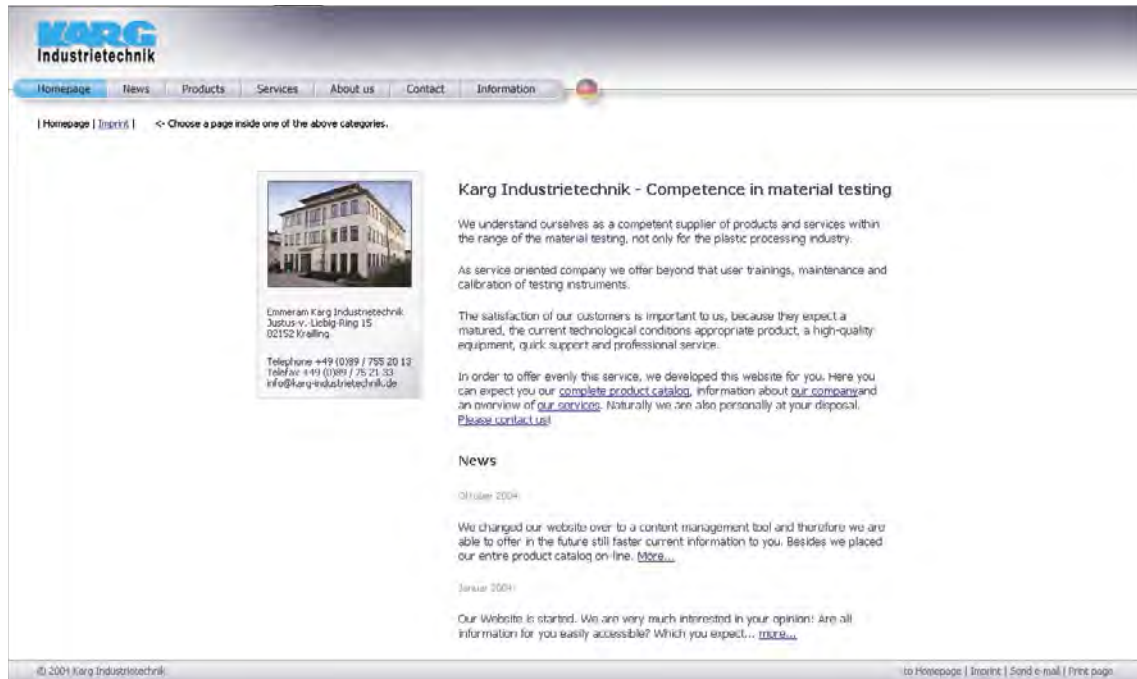 KARG
Industrietechnik
Homepage News Products Services About us Contact Information
| Homepage | Imprint | <- Choose a page inside one of the above categories.
Emmeram Karg Industrietechnik
Justus-v.-Liebig-Ring 15
82152 Krailling
Telephone +49 (0)89 / 755 20 13
Telefax +49 (0)89 / 75 21 33
info@karg-industrietechnik.de
Karg Industrietechnik - Competence in material testing
We understand ourselves as a competent supplier of products and services within
the range of the material testing, not only for the plastic processing industry.
As service oriented company we offer beyond that user trainings, maintenance and
calibration of testing instruments.
The satisfaction of our customers is important to us, because they expect a
matured, the current technological conditions appropriate product, a high-quality
equipment, quick support and professional service.
In order to offer evenly this service, we developed this website for you. Here you
can expect you our complete product catalog, information about our companyand
an overview of our services. Naturally we are also personally at your disposal.
Please contact us!
News
Oktober 2004:
We changed our website over to a content management tool and therefore we are
able to offer in the future still faster current information to you. Besides we placed
our entire product catalog on-line. More...
Januar 2004:
Our Website is started. We are very much interested in your opinion: Are all
information for you easily accessible? Which you expect... more...
© 2004 Karg Industrietechnik
to Homepage | Imprint | Send e-mail | Print page